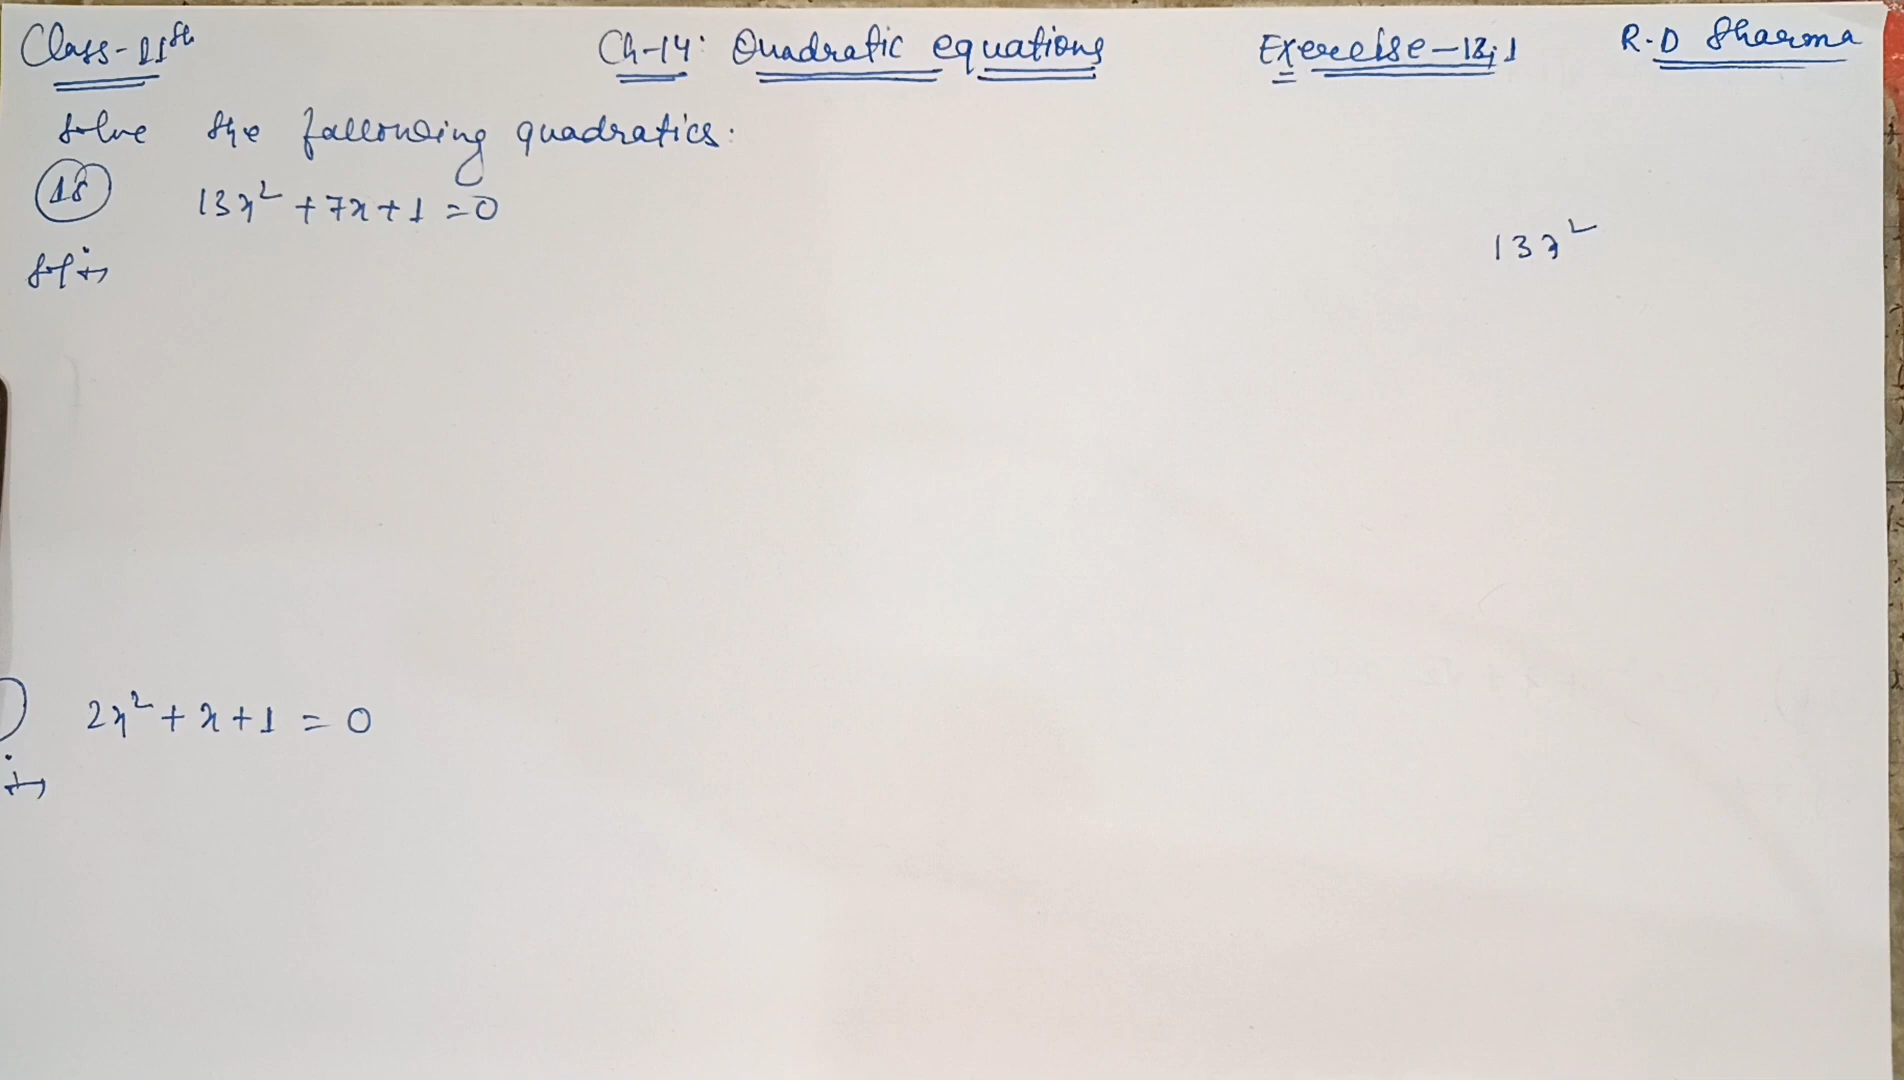 Class-11th Ch-14: Quadratic equations Exercise-13.1 R.D Sharma
Solve the following quadratics:
(18) 13x² + 7x + 1 = 0
13x²
Sol:→
) 2x² + x + 1 = 0
:→